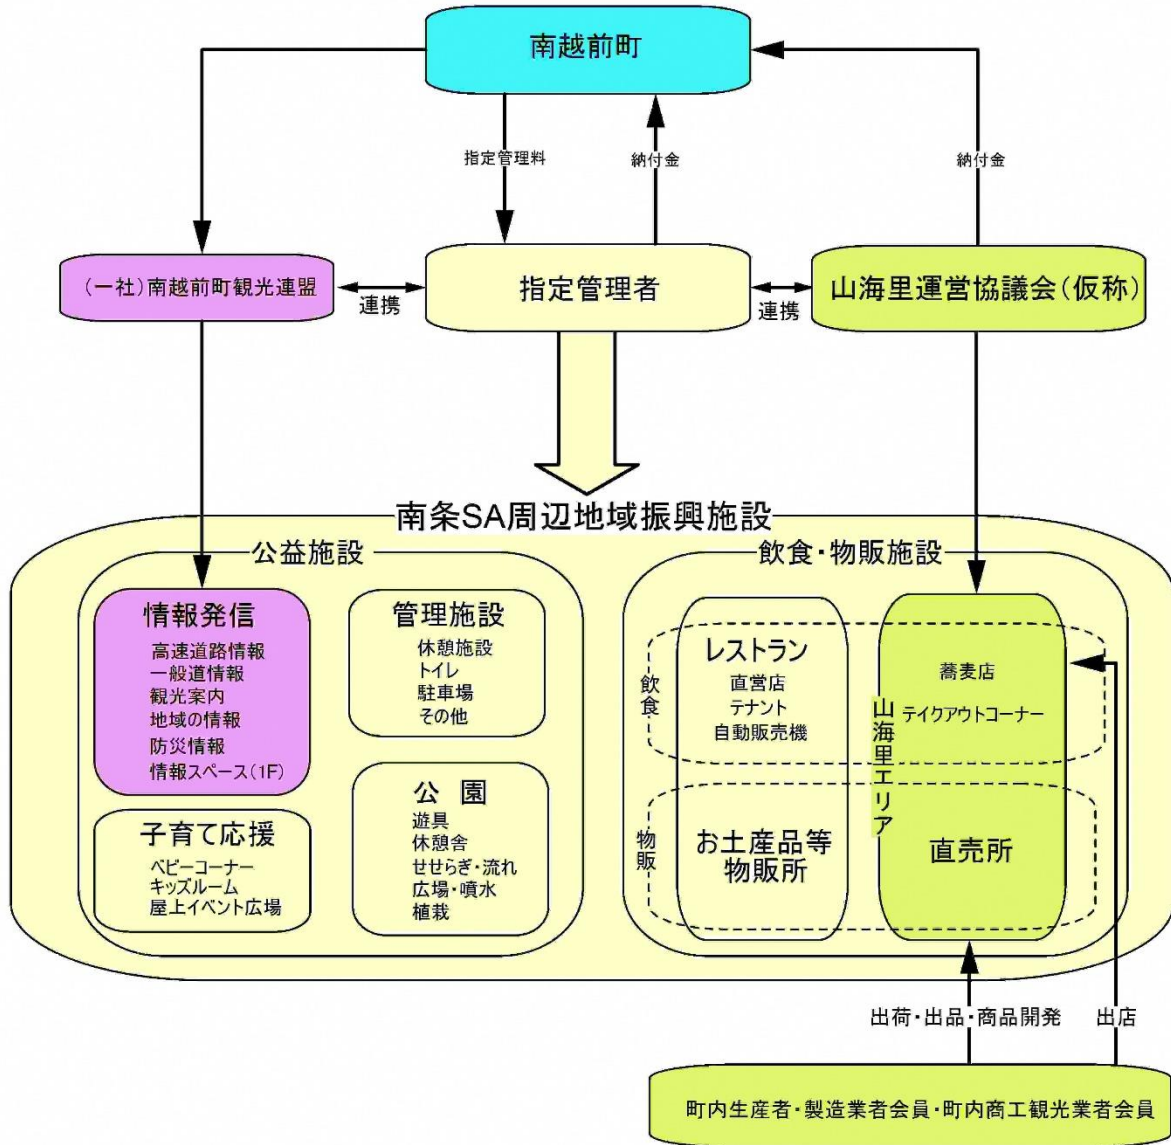 南越前町
指定管理料
納付金
納付金
(一社)南越前町観光連盟
連携
指定管理者
連携
山海里運営協議会(仮称)
南条SA周辺地域振興施設
公益施設
情報発信
高速道路情報
一般道情報
観光案内
地域の情報
防災情報
情報スペース(1F)
管理施設
休憩施設
トイレ
駐車場
その他
子育て応援
ベビーコーナー
キッズルーム
屋上イベント広場
公 園
遊具
休憩舎
せせらぎ・流れ
広場・噴水
植栽
飲食・物販施設
飲食
レストラン
直営店
テナント
自動販売機
山海里エリア
蕎麦店
テイクアウトコーナー
物販
お土産品等
物販所
直売所
出荷・出品・商品開発
出店
町内生産者・製造業者会員・町内商工観光業者会員